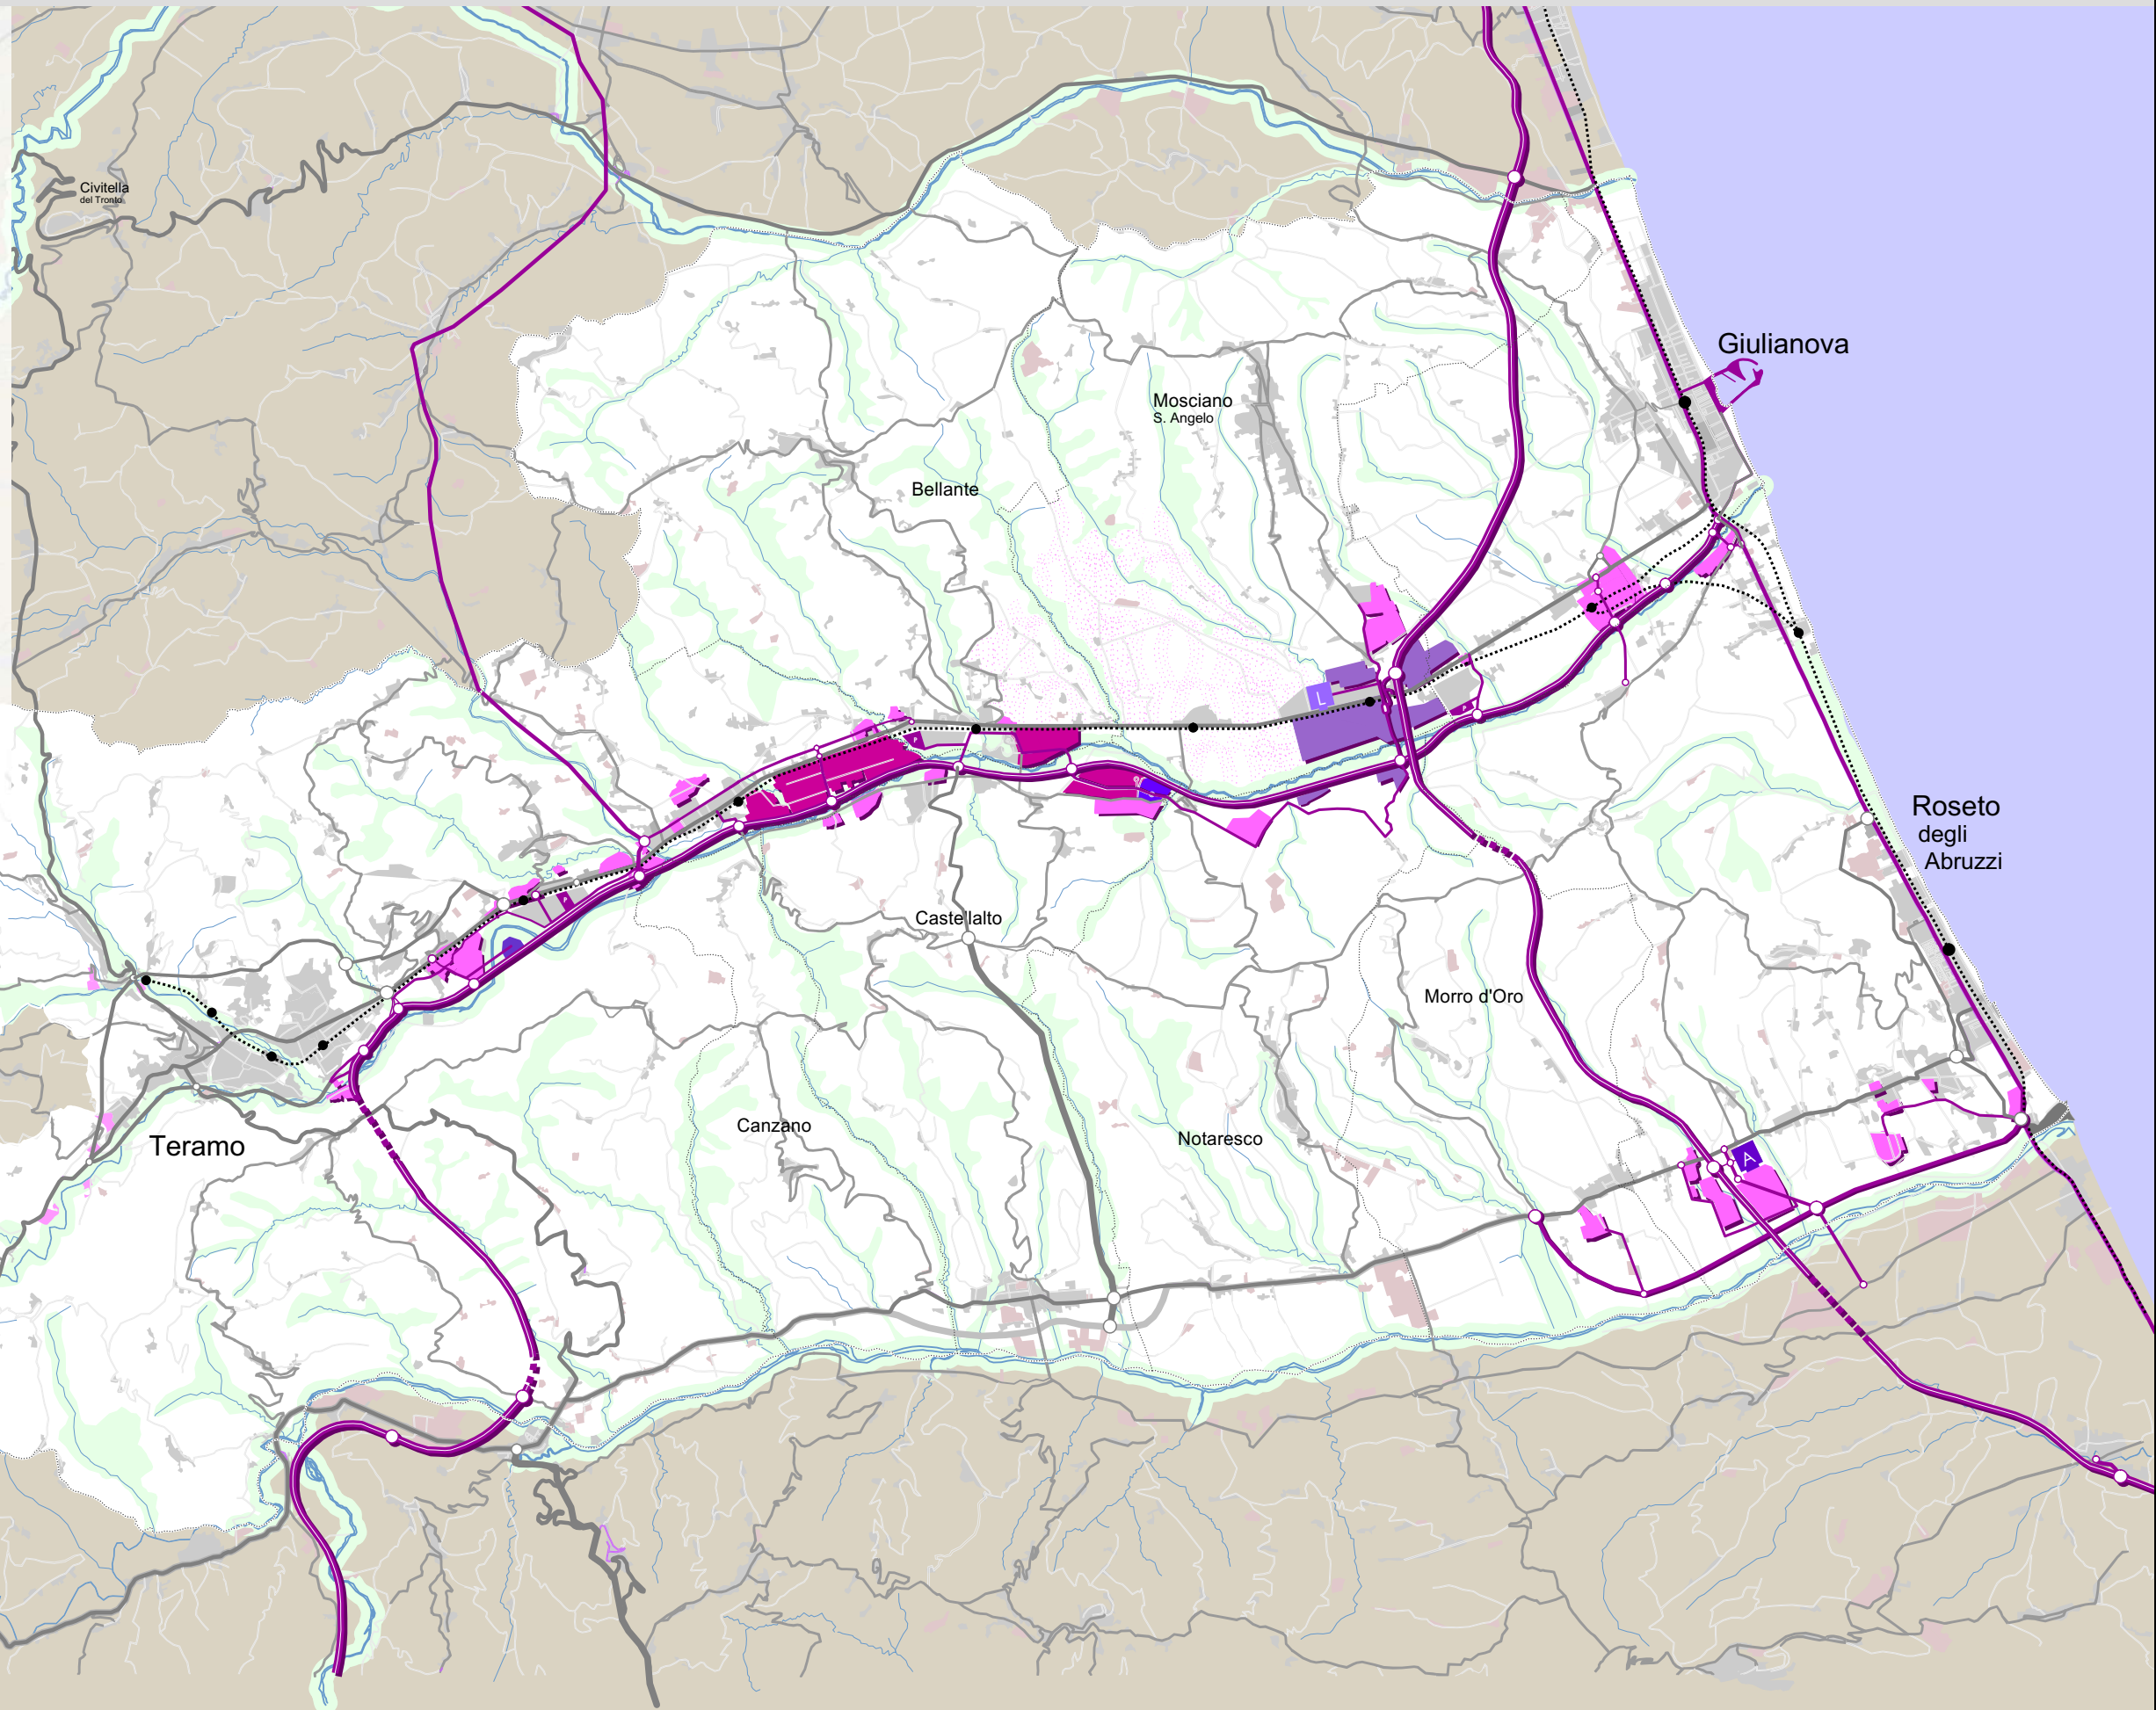 Civitella
del Tronto
Giulianova
Mosciano
S. Angelo
Bellante
L
P
P
Roseto
degli
Abruzzi
P
Castellalto
Morro d'Oro
Canzano
Notaresco
Teramo
A